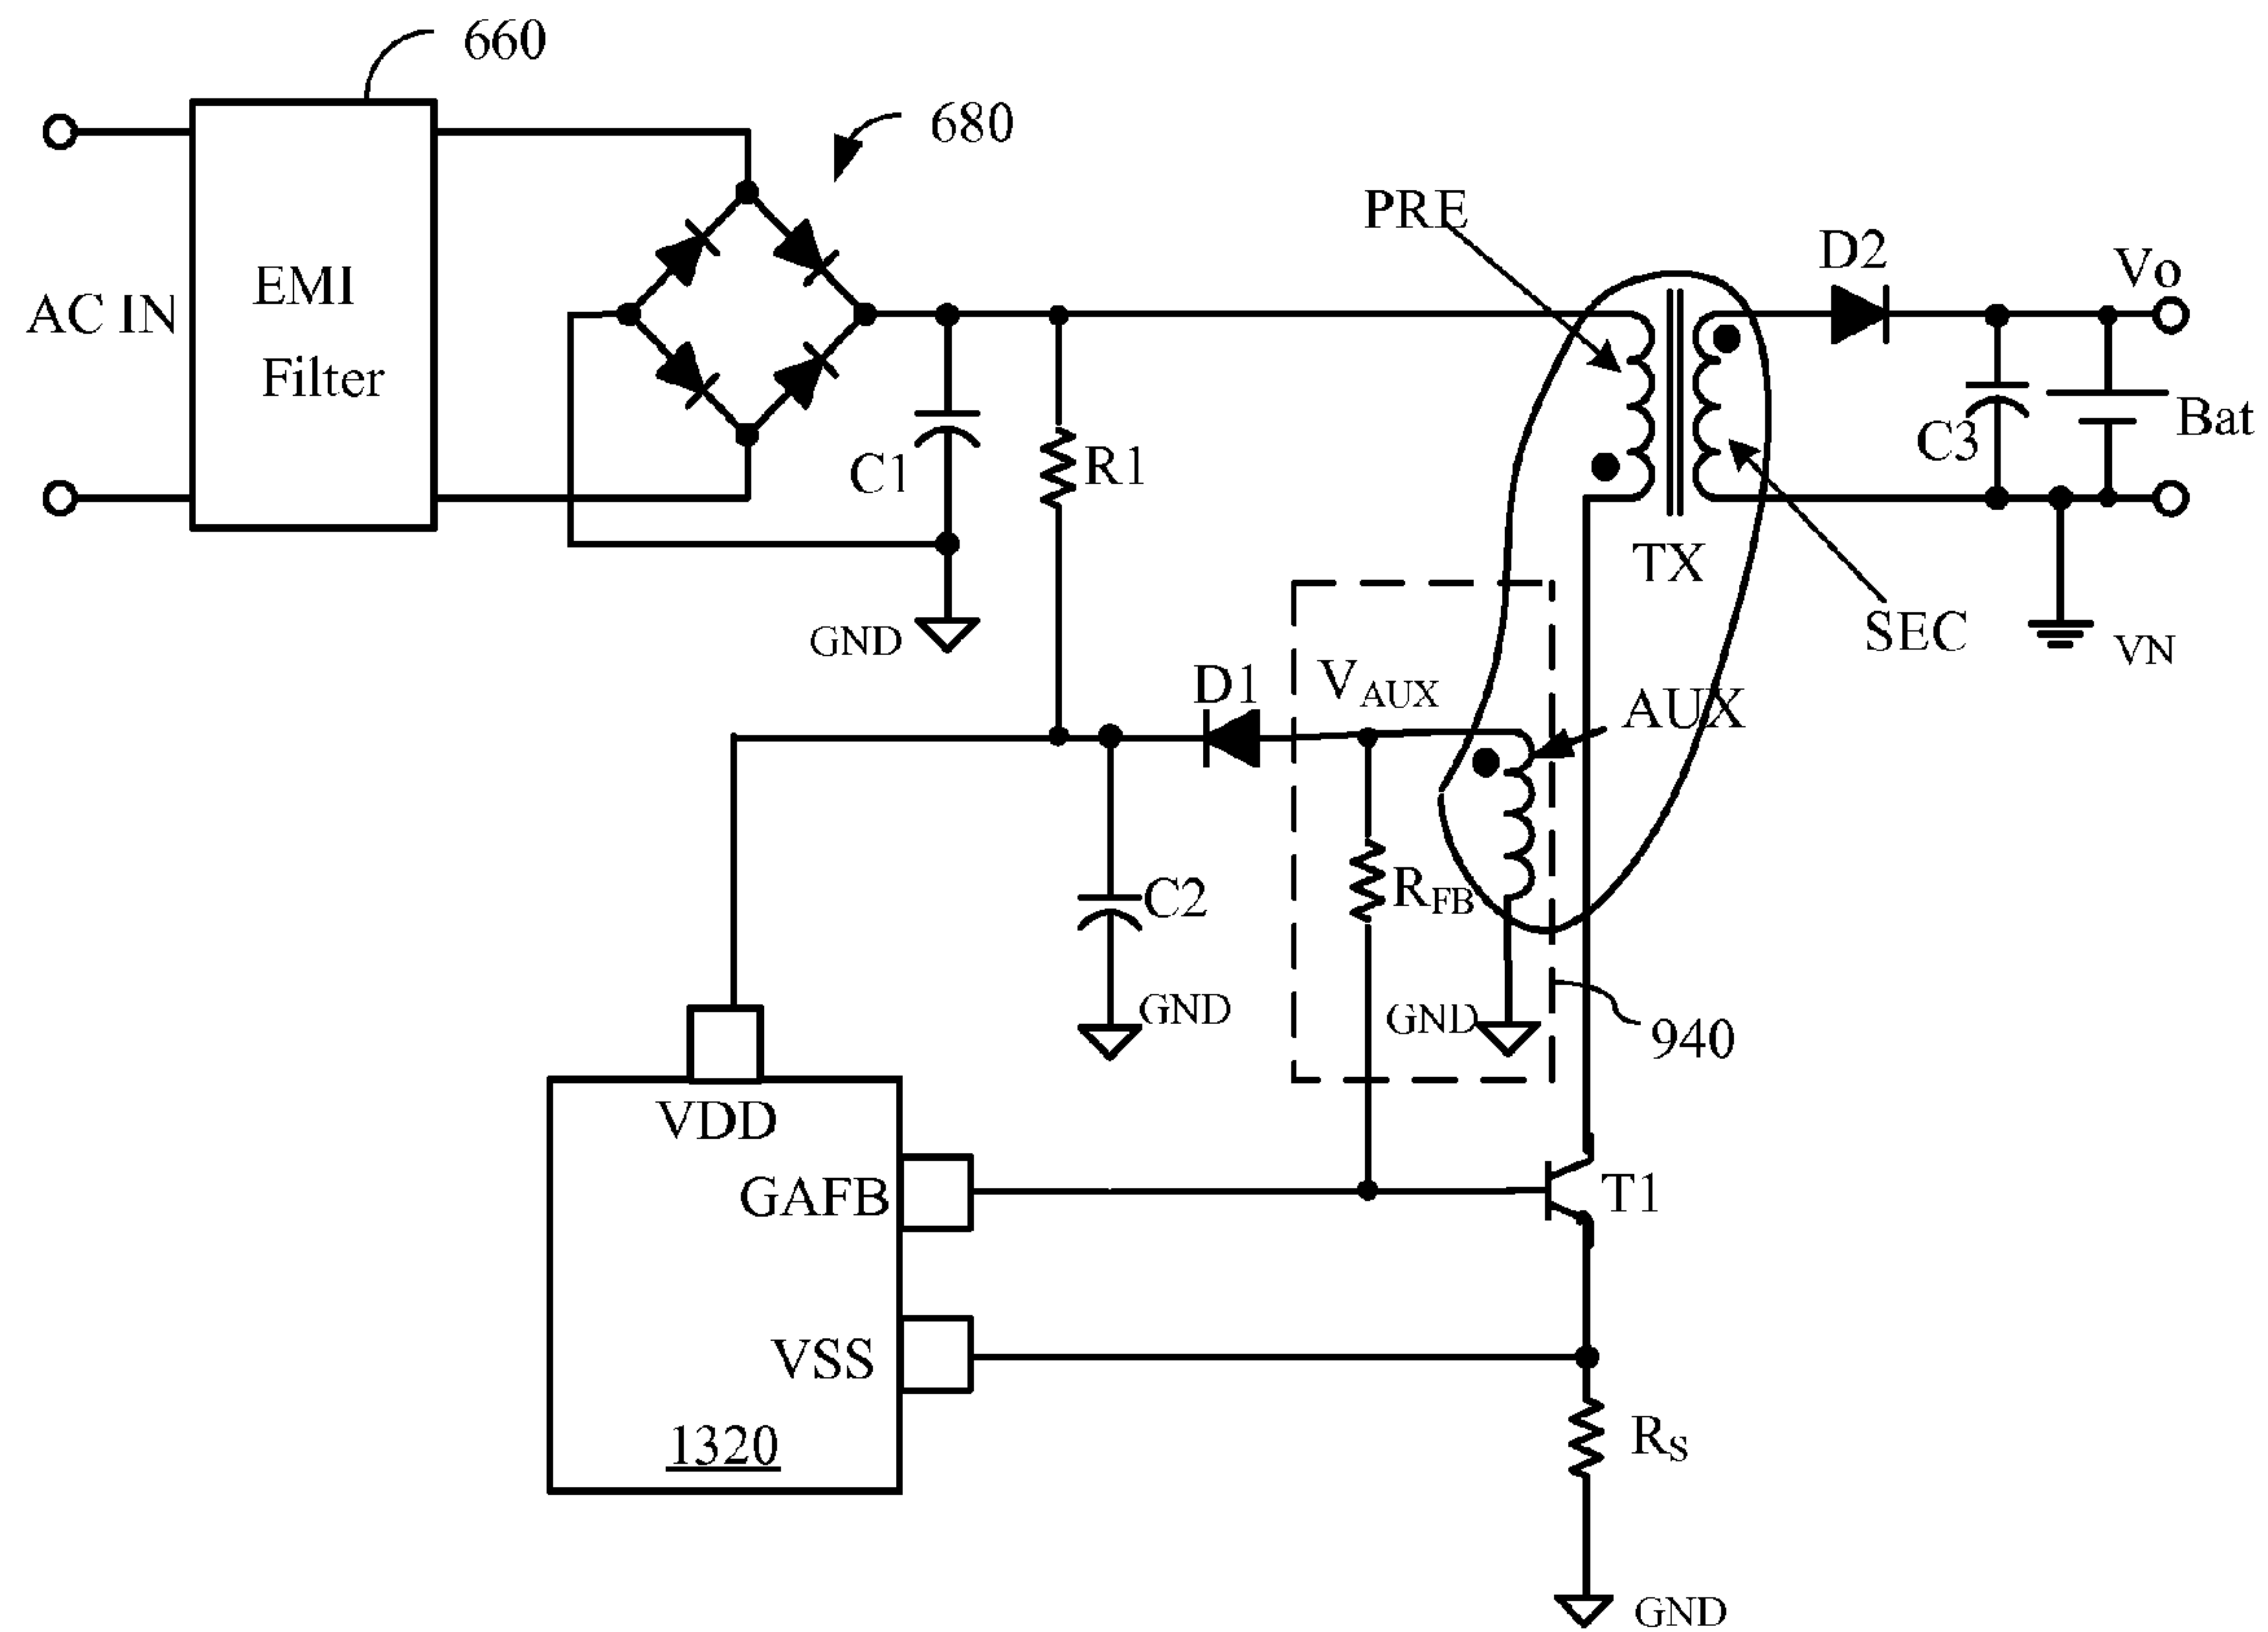 660
680
PRE
D2
Vo
EMI
Filter
AC IN
C1
R1
C3
Bat
TX
SEC
VN
GND
D1
VAUX
AUX
C2
RFB
GND
GND
940
VDD
GAFB
T1
VSS
1320
RS
GND